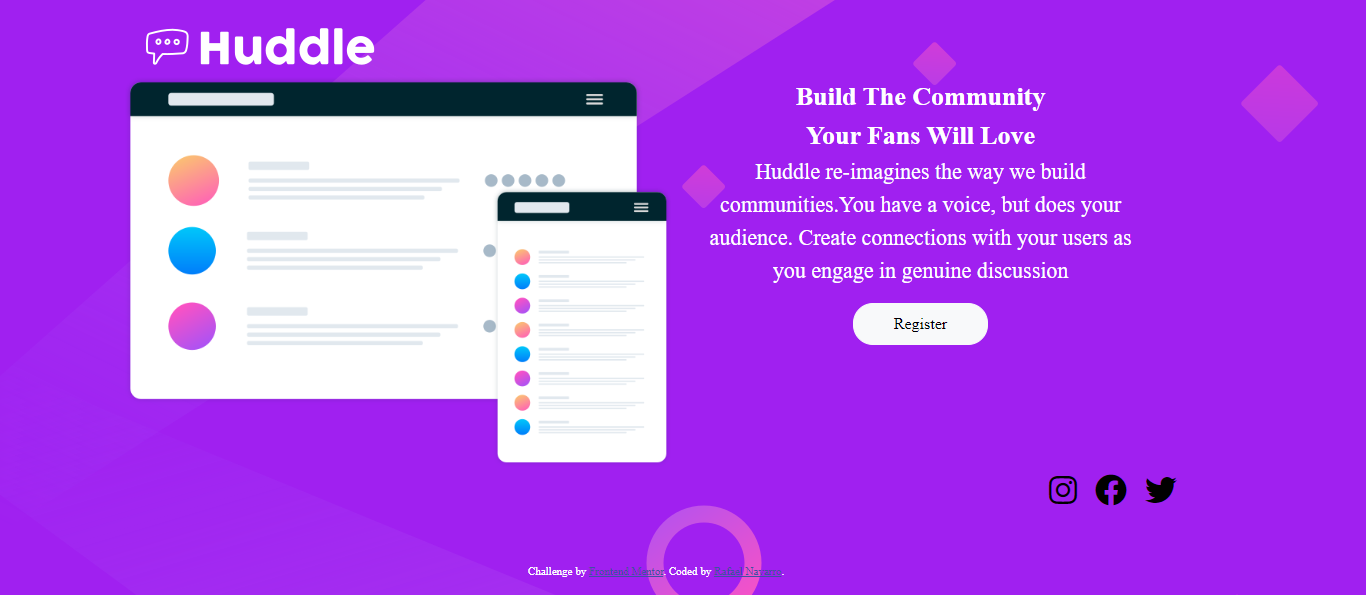 Huddle
Build The Community
Your Fans Will Love
Huddle re-imagines the way we build
communities.You have a voice, but does your
audience. Create connections with your users as
you engage in genuine discussion
Register
Challenge by Frontend Mentor. Coded by Rafael Navarro.